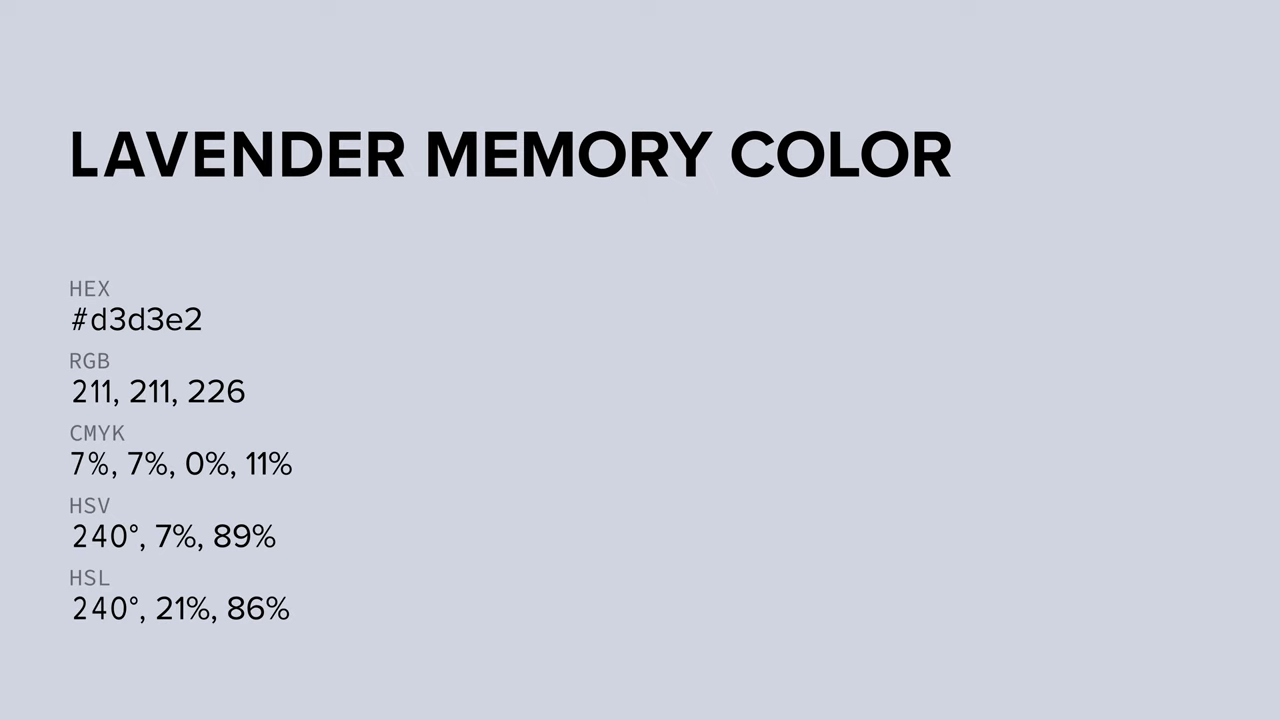 LAVENDER MEMORY COLOR
HEX
#d3d3e2
RGB
211, 211, 226
CMYK
7%, 7%, 0%, 11%
HSV
240°, 7%, 89%
HSL
240°, 21%, 86%